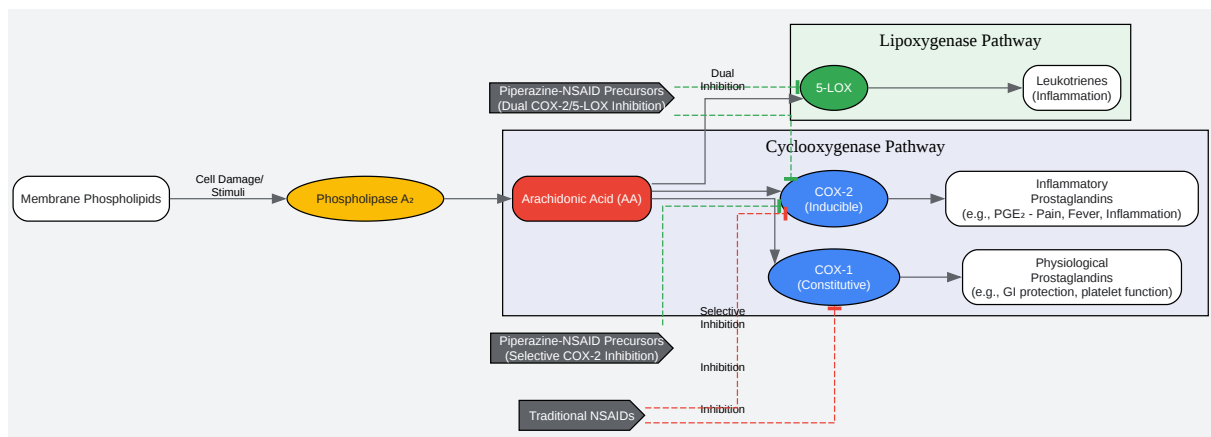 Lipoxygenase Pathway
Dual
Inhibition
Piperazine-NSAID Precursors
(Dual COX-2/5-LOX Inhibition)
5-LOX
Leukotrienes
(Inflammation)
Cyclooxygenase Pathway
Membrane Phospholipids
Cell Damage/
Stimuli
Phospholipase A₂
Arachidonic Acid (AA)
COX-2
(Inducible)
Inflammatory
Prostaglandins
(e.g., PGE₂ - Pain, Fever, Inflammation)
COX-1
(Constitutive)
Physiological
Prostaglandins
(e.g., GI protection, platelet function)
Selective
Inhibition
Piperazine-NSAID Precursors
(Selective COX-2 Inhibition)
Inhibition
Traditional NSAIDs
Inhibition